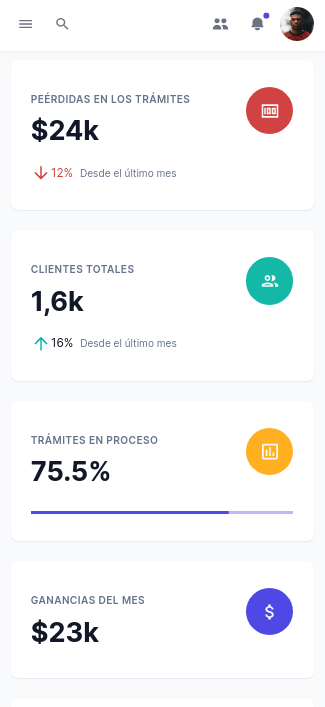 PEÉRDIDAS EN LOS TRÁMITES
$24k
12% Desde el último mes
CLIENTES TOTALES
1,6k
16% Desde el último mes
TRÁMITES EN PROCESO
75.5%
GANANCIAS DEL MES
$23k